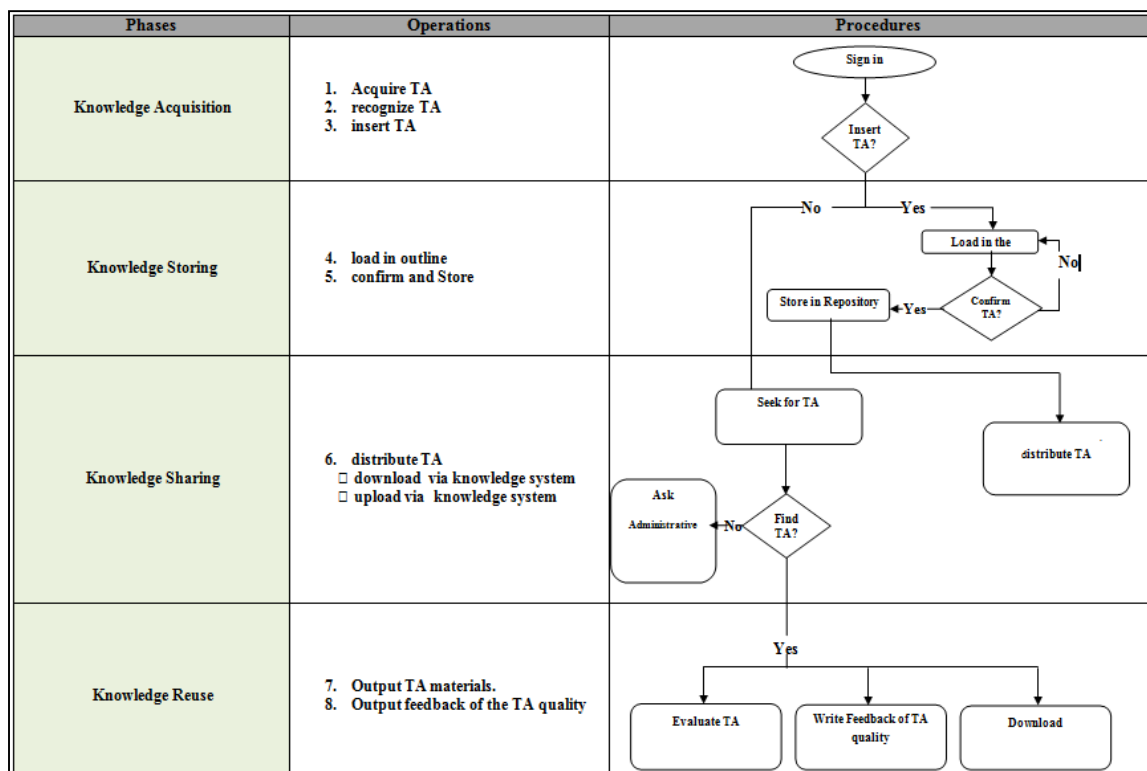 Phases
Operations
Procedures
Knowledge Acquisition
1. Acquire TA
2. recognize TA
3. insert TA
Sign in
Insert
TA?
Knowledge Storing
4. load in outline
5. confirm and Store
No
Yes
Load in the
No
Confirm
TA?
Yes
Store in Repository
Knowledge Sharing
6. distribute TA
□ download via knowledge system
□ upload via knowledge system
Seek for TA
distribute TA
Find
TA?
No
Ask
Administrative
Knowledge Reuse
7. Output TA materials.
8. Output feedback of the TA quality
Yes
Evaluate TA
Write Feedback of TA
quality
Download